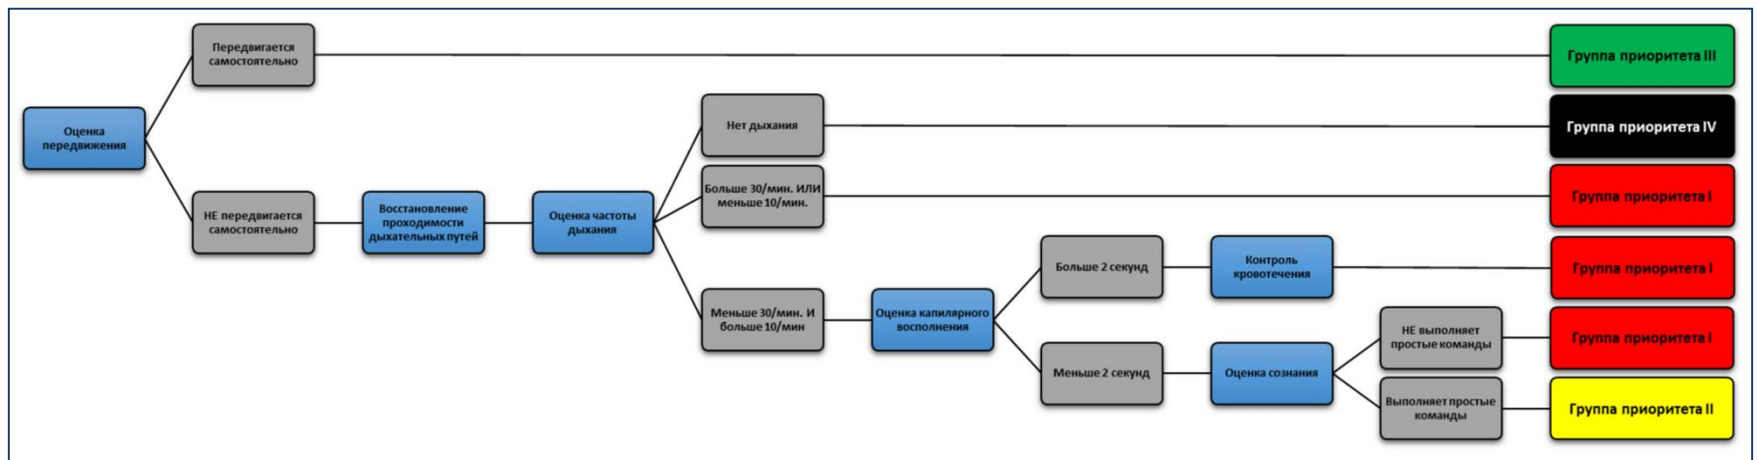 Передвигается
самостоятельно
Группа приоритета III
Оценка
передвижения
Нет дыхания
Группа приоритета IV
Больше 30/мин. ИЛИ
меньше 10/мин.
Группа приоритета I
НЕ передвигается
самостоятельно
Восстановление
проходимости
дыхательных путей
Оценка частоты
дыхания
Больше 2 секунд
Контроль
кровотечения
Группа приоритета I
Меньше 30/мин. И
больше 10/мин
Оценка капилярного
восполнения
НЕ выполняет
простые команды
Группа приоритета I
Меньше 2 секунд
Оценка сознания
Выполняет простые
команды
Группа приоритета II